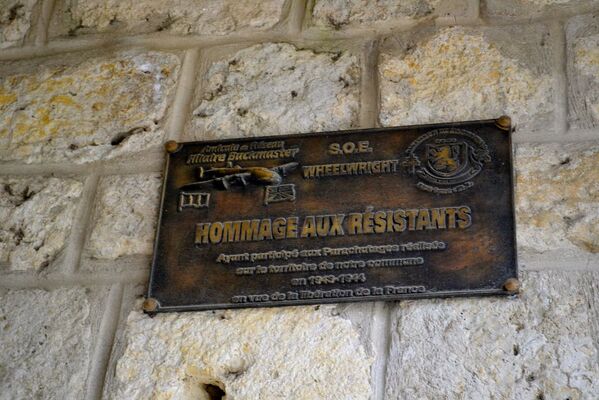 Amicale du Réseau
Hilaire Buckmaster
S.O.E.
WHEELWRIGHT
HOMMAGE AUX RÉSISTANTS
Ayant participé aux Parachutages réalisés
sur le territoire de notre commune
en 1943-1944
en vue de la libération de la France